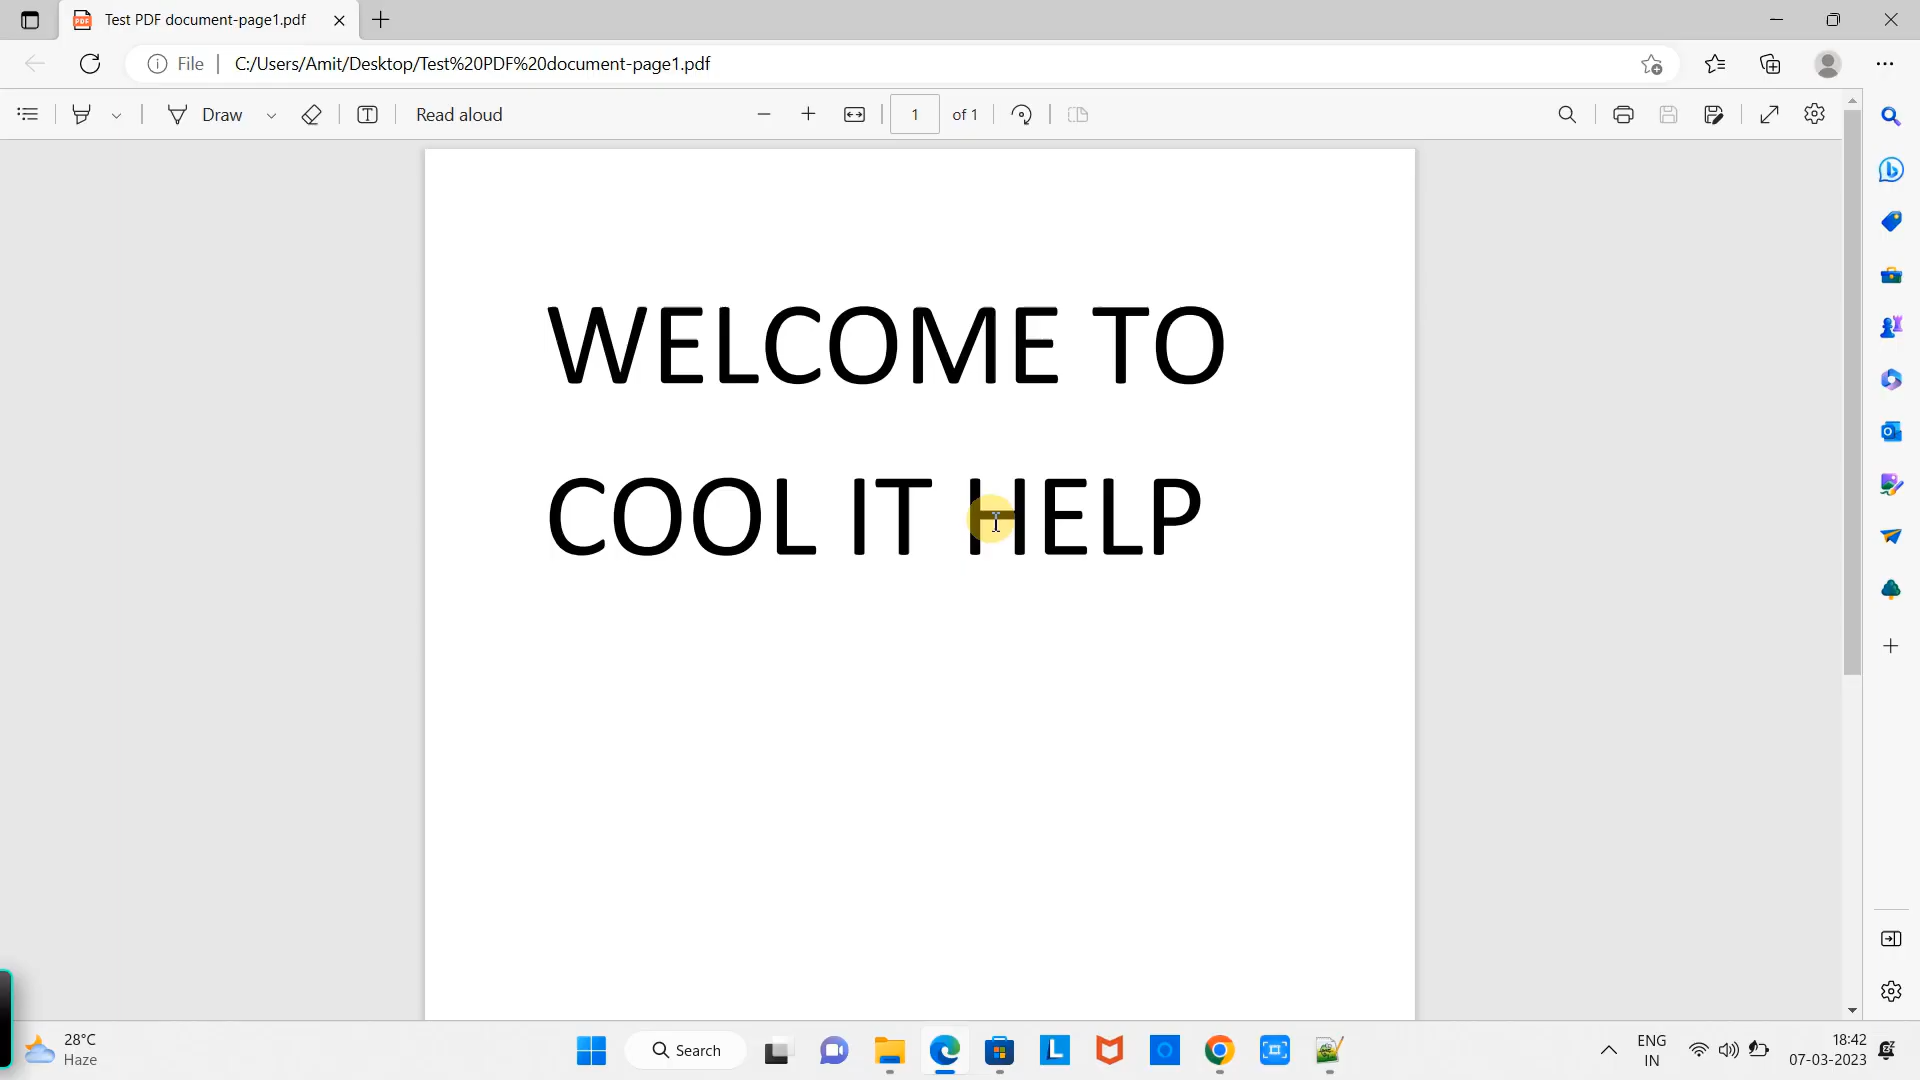 Test PDF document-page1.pdf
File
C:/Users/Amit/Desktop/Test%20PDF%20document-page1.pdf
Draw
Read aloud
1
of 1
WELCOME TO
COOL IT HELP
28°C
Haze
Search
ENG
IN
18:42
07-03-2023